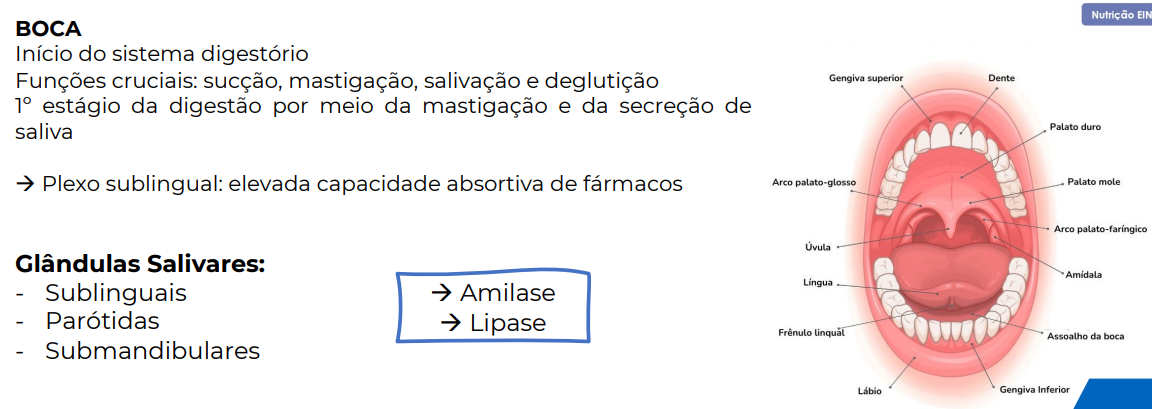 Nutrição EIN
BOCA
Início do sistema digestório
Funções cruciais: sucção, mastigação, salivação e deglutição
1º estágio da digestão por meio da mastigação e da secreção de
saliva
→ Plexo sublingual: elevada capacidade absortiva de fármacos
Glândulas Salivares:
- Sublinguais
- Parótidas
- Submandibulares
→ Amilase
→ Lipase
Gengiva superior
Dente
Palato duro
Arco palato-glosso
Palato mole
Arco palato-faríngico
Úvula
Amídala
Língua
Frênulo linqual
Assoalho da boca
Lábio
Gengiva Inferior